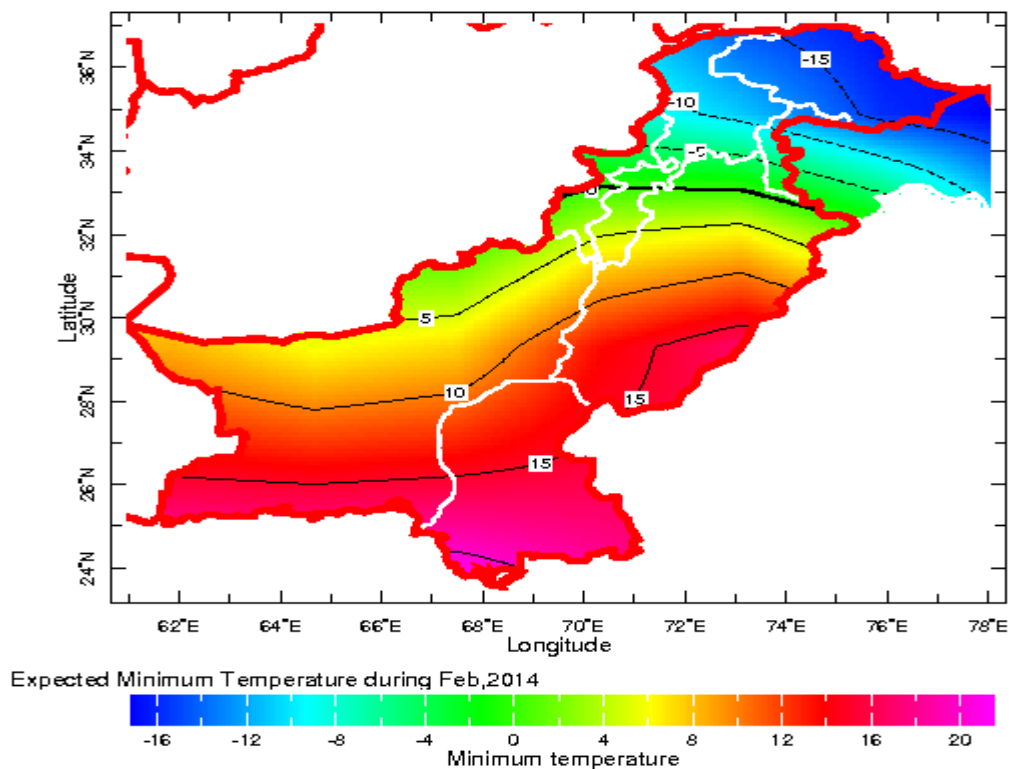 36°N
34°N
32°N
30°N
28°N
26°N
24°N
Latitude
-15
-10
-5
0
5
10
15
15
62°E 64°E 66°E 68°E 70°E 72°E 74°E 76°E 78°E
Longitude
Expected Minimum Temperature during Feb,2014
-16 -12 -8 -4 0 4 8 12 16 20
Minimum temperature